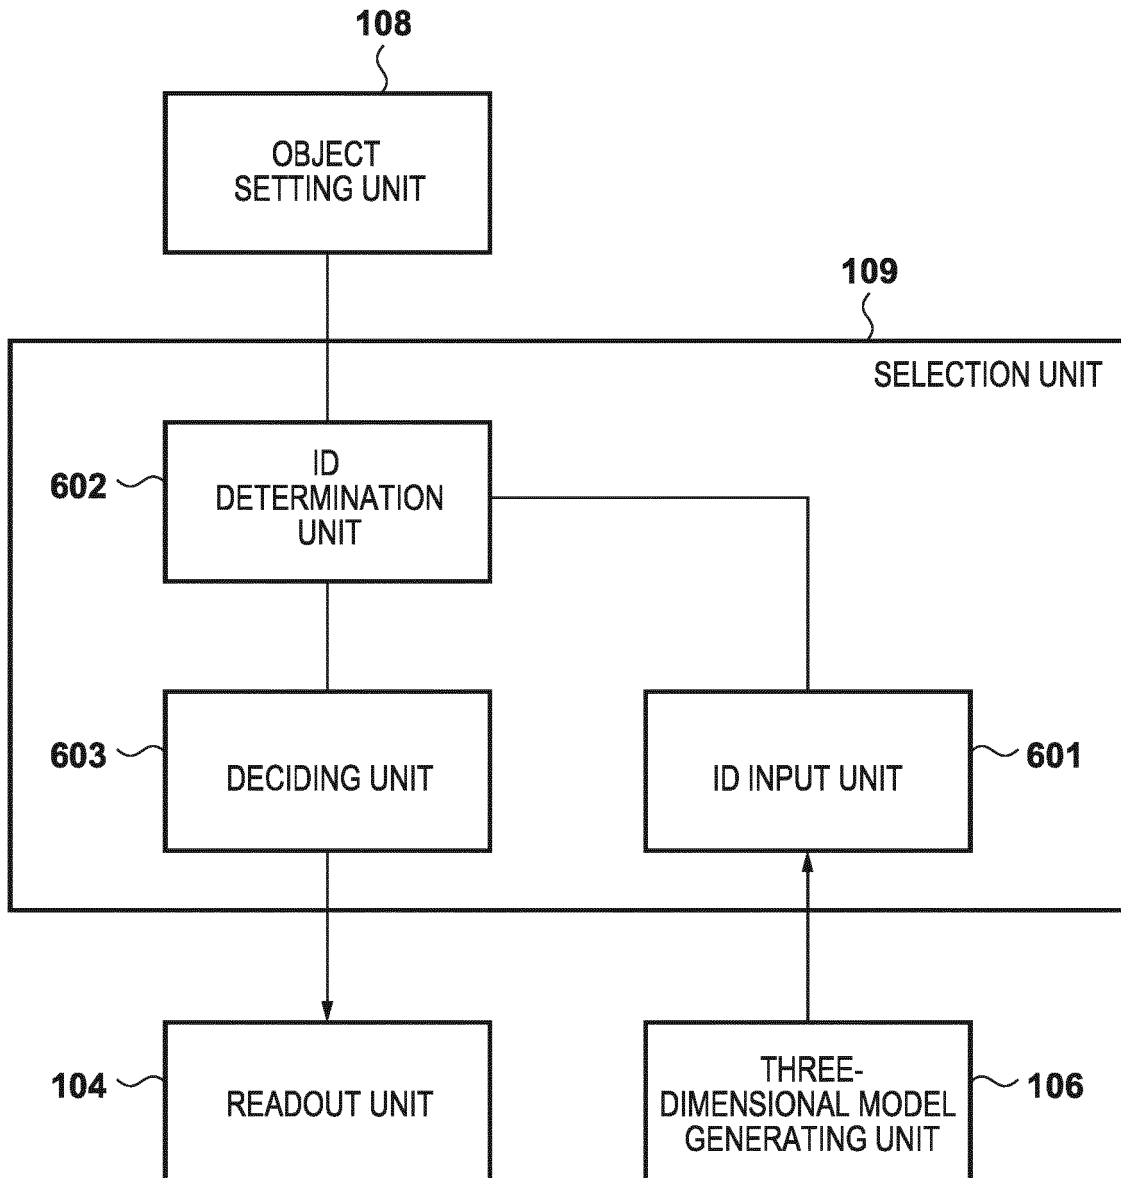 108
OBJECT
SETTING UNIT
109
SELECTION UNIT
602
ID
DETERMINATION
UNIT
603
DECIDING UNIT
ID INPUT UNIT
601
104
READOUT UNIT
THREE-
DIMENSIONAL MODEL
GENERATING UNIT
106